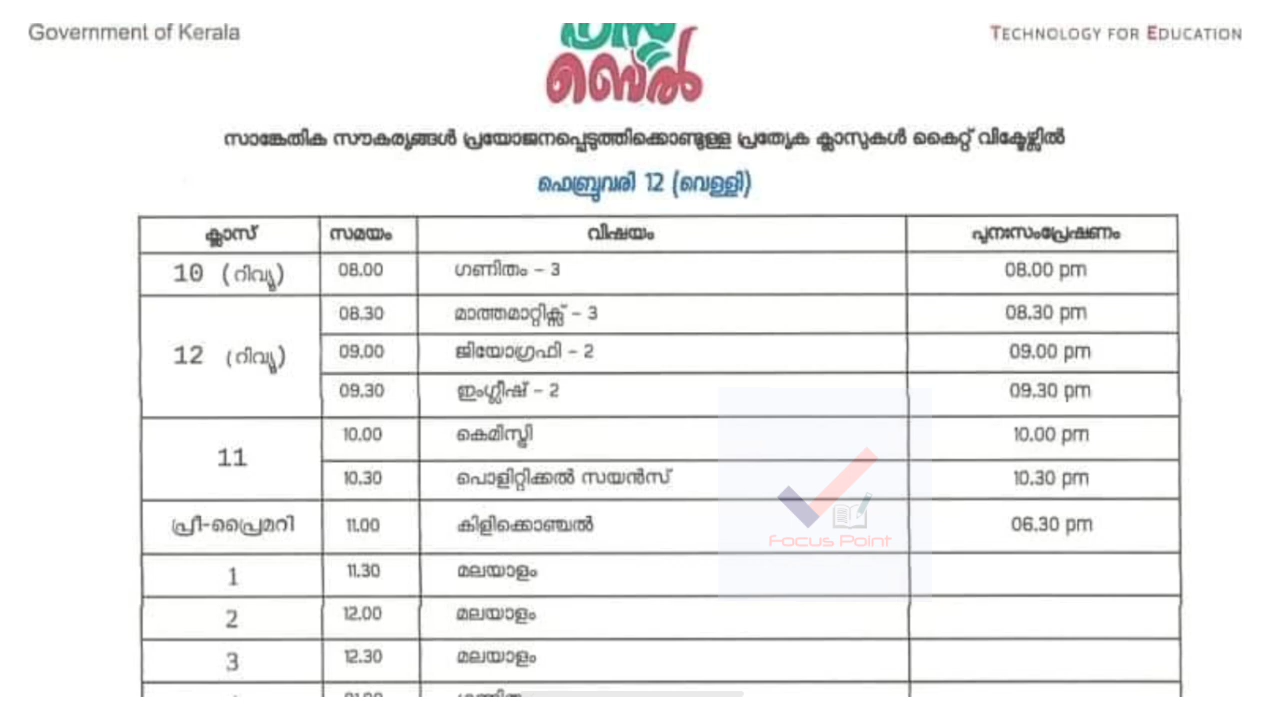 Government of Kerala
TECHNOLOGY FOR EDUCATION
ബെൽ
സാങ്കേതിക സൗകര്യങ്ങൾ പ്രയോജനപ്പെടുത്തിക്കൊണ്ടുള്ള പ്രത്യേക ക്ലാസുകൾ കൈറ്റ് വിക്ടേഴ്സിൽ
ഫെബ്രുവരി 12 (വെള്ളി)
ക്ലാസ് സമയം വിഷയം പുനഃസംപ്രേഷണം
10 (റിവ്യൂ) 08.00 ഗണിതം – 3 08.00 pm
08.30 മാത്തമാറ്റിക്സ് – 3 08.30 pm
12 (റിവ്യൂ) 09.00 ജിയോഗ്രഫി – 2 09.00 pm
09.30 ഇംഗ്ലീഷ് – 2 09.30 pm
11 10.00 കെമിസ്ട്രി 10.00 pm
10.30 പൊളിറ്റിക്കൽ സയൻസ് 10.30 pm
പ്രീ-പ്രൈമറി 11.00 കിളിക്കൊഞ്ചൽ 06.30 pm
Focus Point
1 11.30 മലയാളം
2 12.00 മലയാളം
3 12.30 മലയാളം